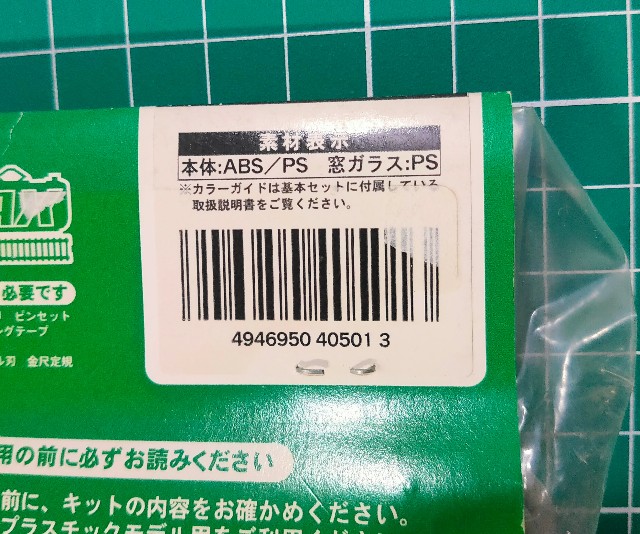 素材表示
本体:ABS/PS 窓ガラス:PS
※カラーガイドは基本セットに付属している
取扱説明書をご覧ください。
4946950 40501 3
必要です
ピンセット
ングテープ
ル刃 金尺定規
用の前に必ずお読みください
前に、キットの内容をお確かめください。
プラスチックモデル用をご利用ください